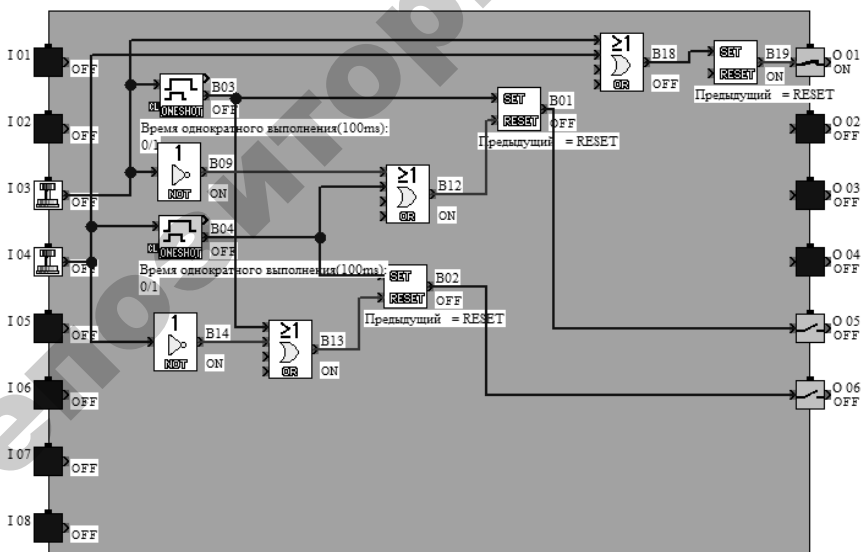 ≥1
OR
B18
OFF
SET
RESET
B19
ON
Предыдущий = RESET
I 01
OFF
O 01
ON
CL
ONESHOT
B03
OFF
Время однократного выполнения(100ms):
0/1
SET
RESET
B01
OFF
Предыдущий = RESET
I 02
OFF
O 02
OFF
1
NOT
B09
ON
≥1
OR
B12
ON
I 03
OFF
O 03
OFF
CL
ONESHOT
B04
OFF
Время однократного выполнения(100ms):
0/1
I 04
OFF
O 04
OFF
SET
RESET
B02
OFF
Предыдущий = RESET
I 05
OFF
O 05
OFF
1
NOT
B14
ON
≥1
OR
B13
ON
I 06
OFF
O 06
OFF
I 07
OFF
I 08
OFF
епозитор